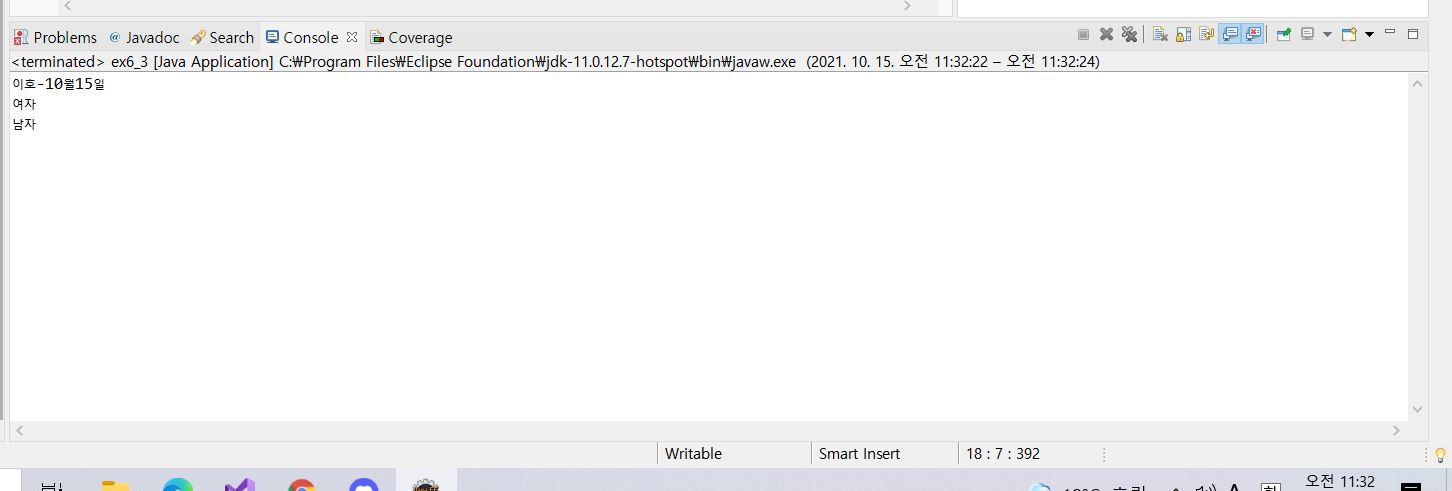 Problems @ Javadoc Search Console Coverage
<terminated> ex6_3 [Java Application] C:₩Program Files₩Eclipse Foundation₩jdk-11.0.12.7-hotspot₩bin₩javaw.exe (2021. 10. 15. 오전 11:32:22 – 오전 11:32:24)
이호-10월15일
여자
남자
Writable Smart Insert 18 : 7 : 392
오전 11:32